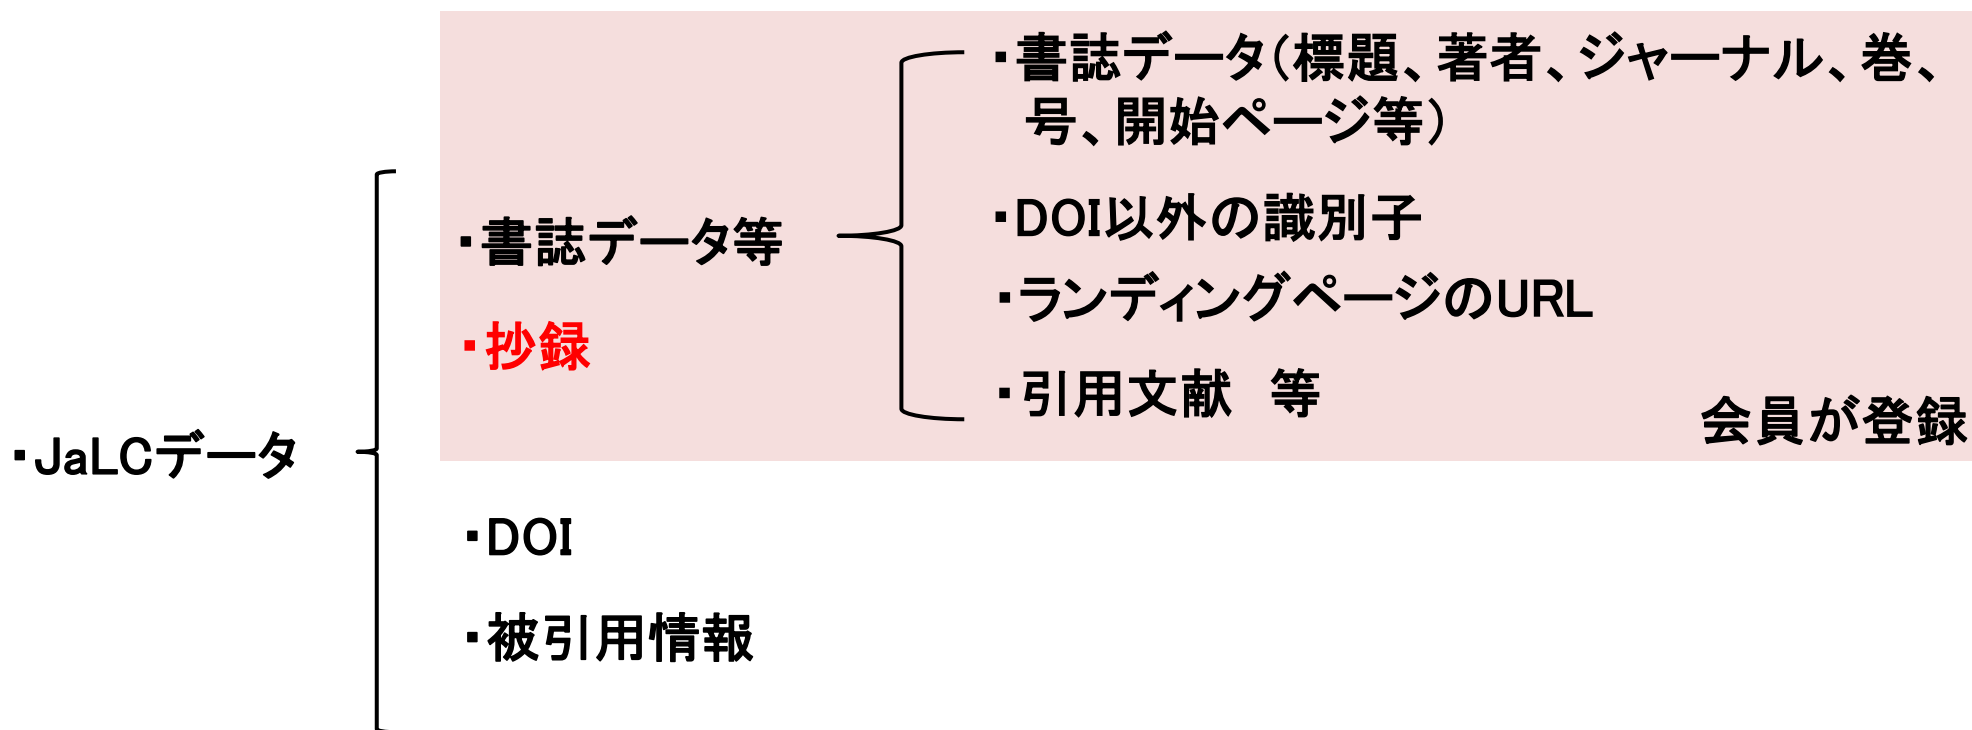 ・書誌データ(標題、著者、ジャーナル、巻、
号、開始ページ等)
・DOI以外の識別子
・書誌データ等
・ランディングページのURL
・抄録
・引用文献　等
会員が登録
・JaLCデータ
・DOI
・被引用情報